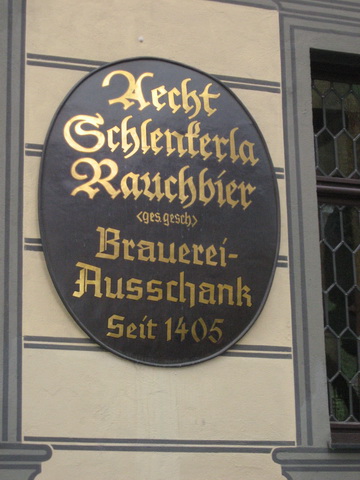 Aecht
Schlenkerla
Rauchbier
<ges.gesch>
Brauerei-
Ausschank
Seit 1405